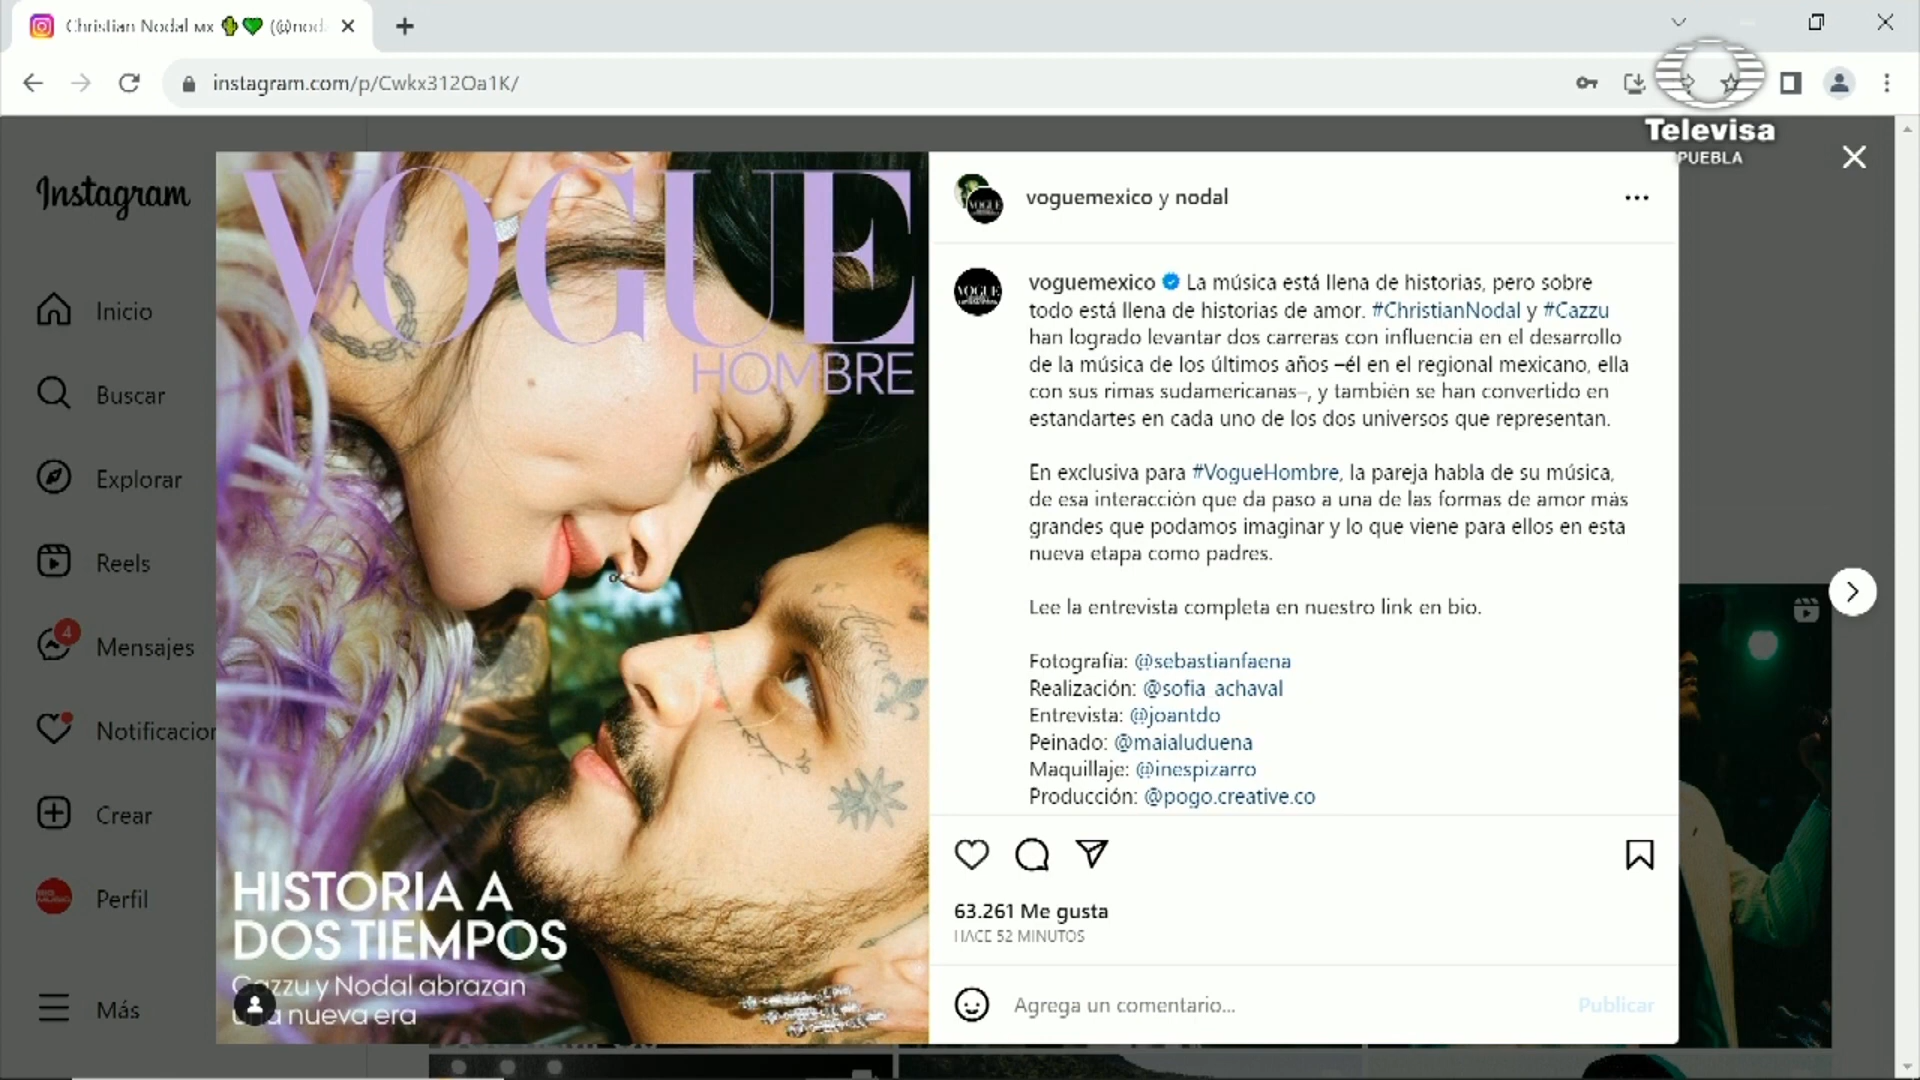 Christian Nodal мx 🌵💚 (@noda
instagram.com/p/Cwkx312Oa1K/
Televisa
PUEBLA
Instagram
Inicio
Buscar
Explorar
Reels
4
Mensajes
Notificacion
Crear
Perfil
Más
VOGUE
HOMBRE
HISTORIA A
DOS TIEMPOS
Cazzu y Nodal abrazan
una nueva era
voguemexico y nodal
voguemexico La música está llena de historias, pero sobre
todo está llena de historias de amor. #ChristianNodal y #Cazzu
han logrado levantar dos carreras con influencia en el desarrollo
de la música de los últimos años –él en el regional mexicano, ella
con sus rimas sudamericanas–, y también se han convertido en
estandartes en cada uno de los dos universos que representan.
En exclusiva para #VogueHombre, la pareja habla de su música,
de esa interacción que da paso a una de las formas de amor más
grandes que podamos imaginar y lo que viene para ellos en esta
nueva etapa como padres.
Lee la entrevista completa en nuestro link en bio.
Fotografía: @sebastianfaena
Realización: @sofia_achaval
Entrevista: @joantdo
Peinado: @maialuduena
Maquillaje: @inespizarro
Producción: @pogo.creative.co
63.261 Me gusta
HACE 52 MINUTOS
Agrega un comentario...
Publicar